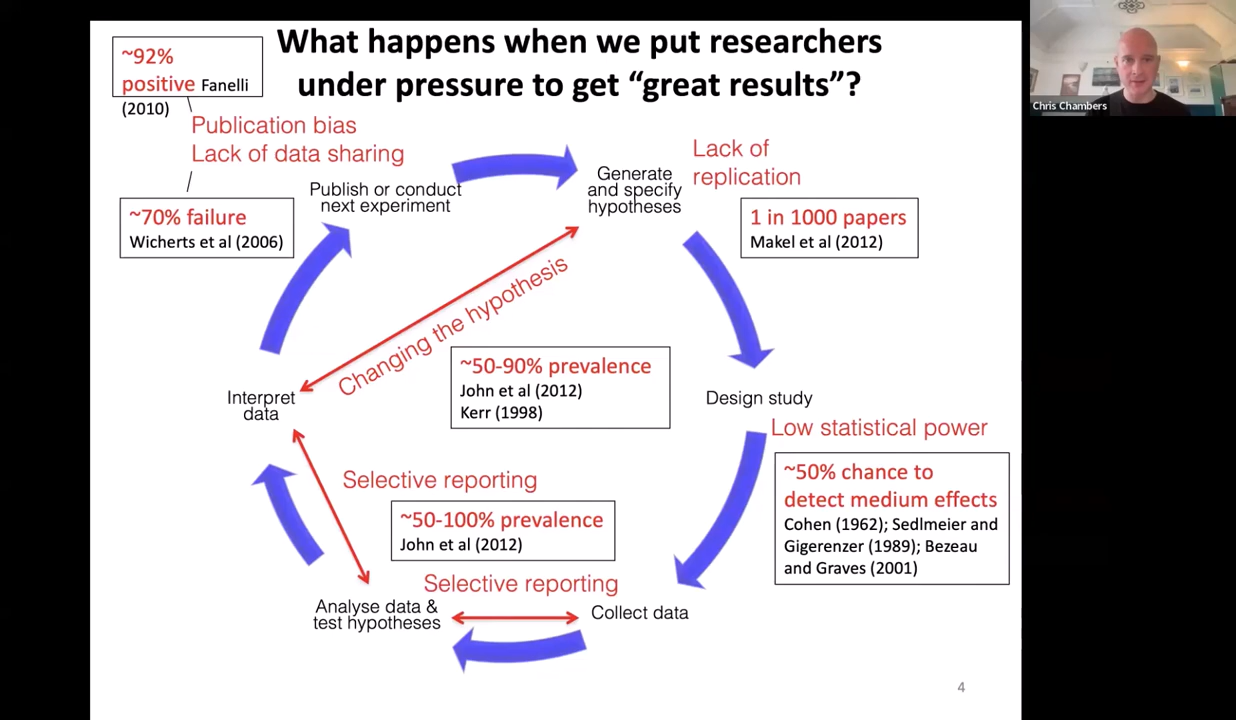 What happens when we put researchers
under pressure to get “great results”?
~92%
positive Fanelli
(2010)
Publication bias
Lack of data sharing
Publish or conduct
next experiment
~70% failure
Wicherts et al (2006)
Generate
and specify
hypotheses
Lack of
replication
1 in 1000 papers
Makel et al (2012)
Changing the hypothesis
~50-90% prevalence
John et al (2012)
Kerr (1998)
Interpret
data
Design study
Low statistical power
~50% chance to
detect medium effects
Cohen (1962); Sedlmeier and
Gigerenzer (1989); Bezeau
and Graves (2001)
Selective reporting
~50-100% prevalence
John et al (2012)
Selective reporting
Analyse data &
test hypotheses
Collect data
4
Chris Chambers